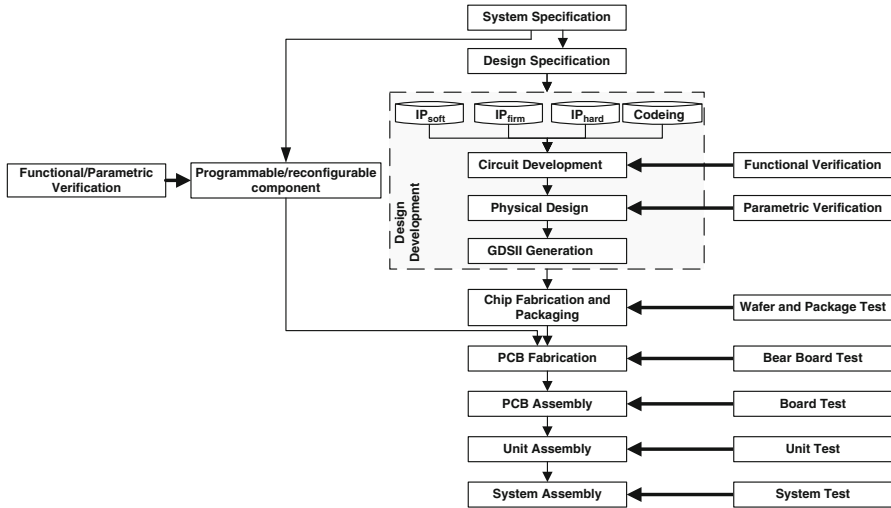 System Specification
Design Specification
IPsoft
IPfirm
IPhard
Codeing
Circuit Development
Functional Verification
Functional/Parametric
Verification
Programmable/reconfigurable
component
Design
Development
Physical Design
Parametric Verification
GDSII Generation
Chip Fabrication and
Packaging
Wafer and Package Test
PCB Fabrication
Bear Board Test
PCB Assembly
Board Test
Unit Assembly
Unit Test
System Assembly
System Test